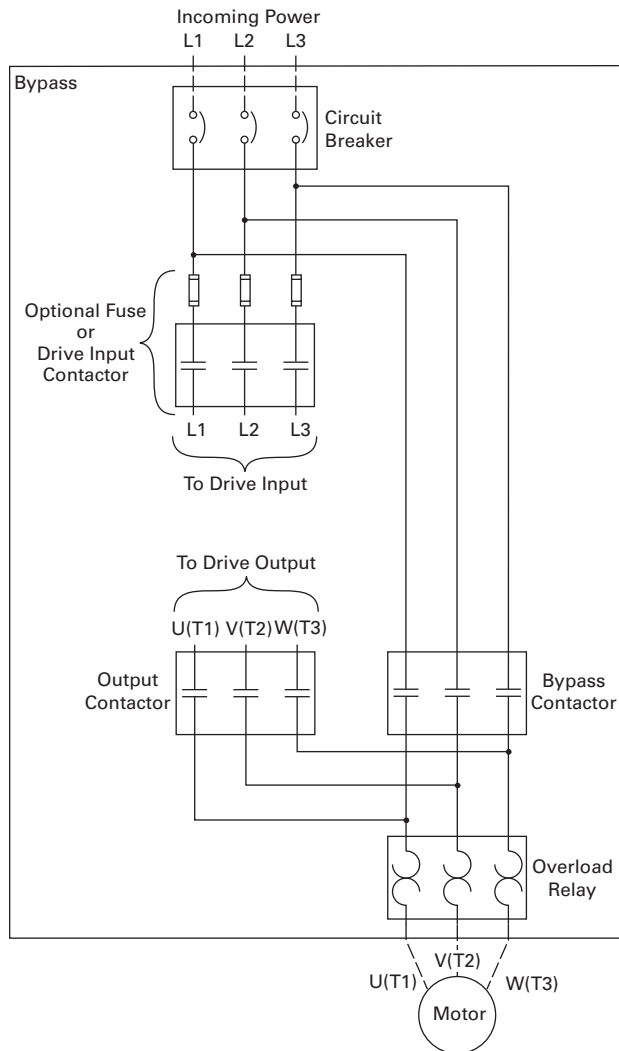 Incoming Power
L1 L2 L3
Bypass
Circuit
Breaker
Optional Fuse
or
Drive Input
Contactor
L1 L2 L3
To Drive Input
To Drive Output
U(T1) V(T2) W(T3)
Output
Contactor
Bypass
Contactor
Overload
Relay
U(T1) V(T2) W(T3)
Motor